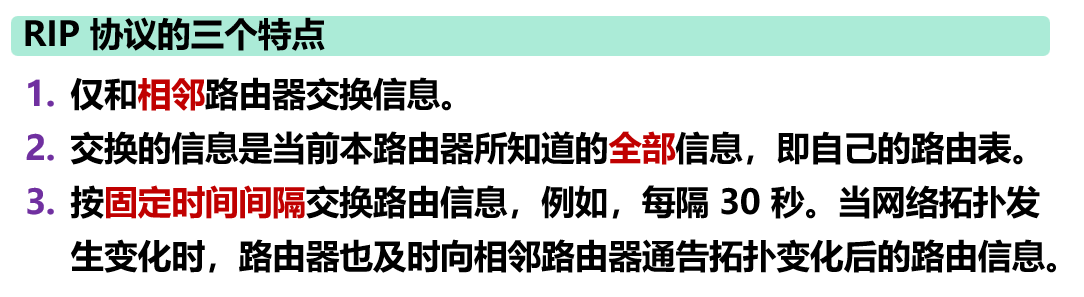 RIP 协议的三个特点
1. 仅和相邻路由器交换信息。
2. 交换的信息是当前本路由器所知道的全部信息，即自己的路由表。
3. 按固定时间间隔交换路由信息，例如，每隔 30 秒。当网络拓扑发
生变化时，路由器也及时向相邻路由器通告拓扑变化后的路由信息。